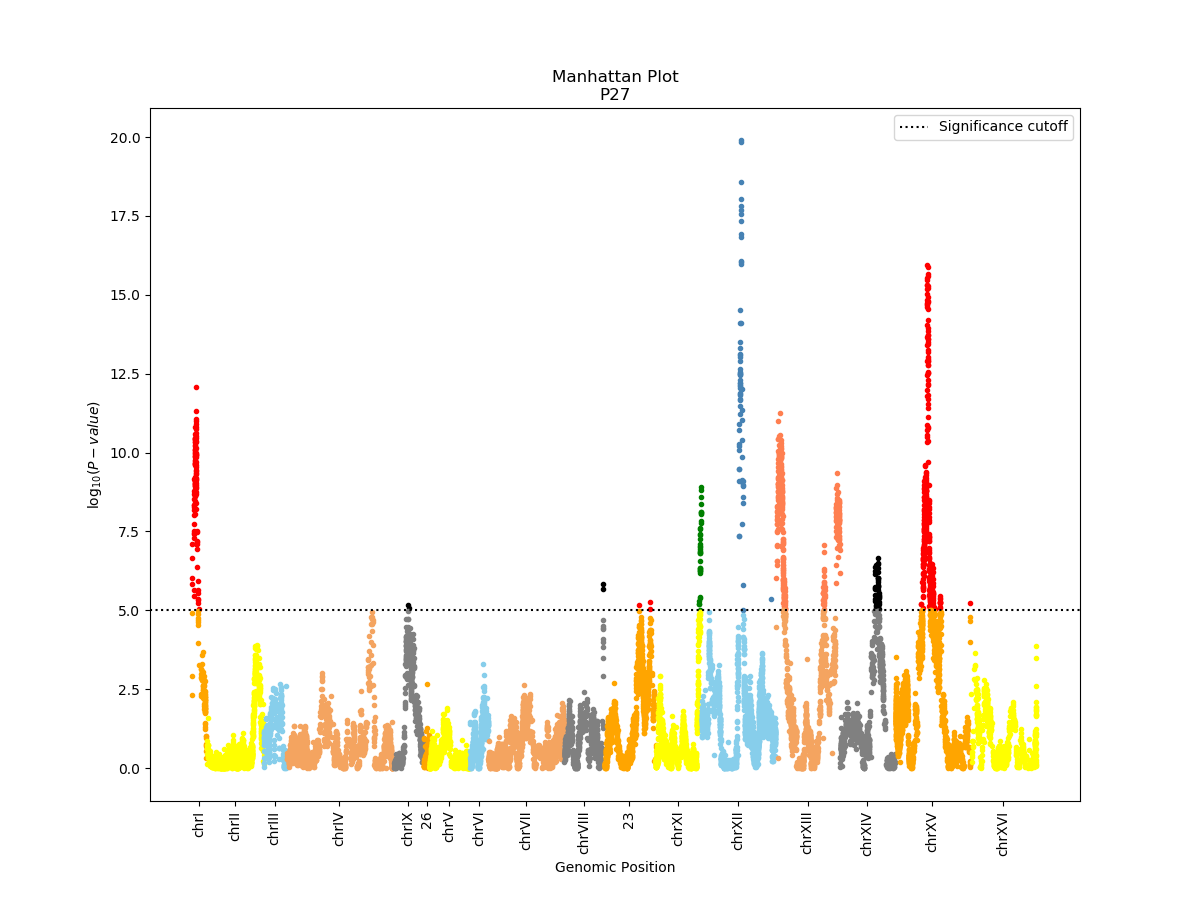 Manhattan Plot
P27
Significance cutoff
20.0
17.5
15.0
12.5
10.0
7.5
5.0
2.5
0.0
log10(P − value)
chrI
chrII
chrIII
chrIV
chrIX
26
chrV
chrVI
chrVII
chrVIII
23
chrXI
chrXII
chrXIII
chrXIV
chrXV
chrXVI
Genomic Position